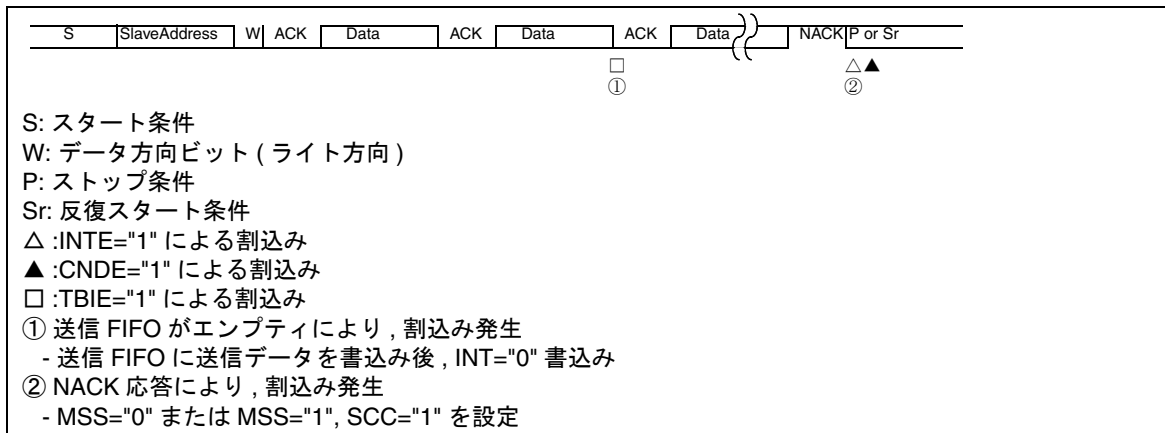 S SlaveAddress W ACK Data ACK Data ACK Data NACK P or Sr
□ △▲
① ②
S: スタート条件
W: データ方向ビット ( ライト方向 )
P: ストップ条件
Sr: 反復スタート条件
△ :INTE="1" による割込み
▲ :CNDE="1" による割込み
□ :TBIE="1" による割込み
① 送信 FIFO がエンプティにより , 割込み発生
- 送信 FIFO に送信データを書込み後 , INT="0" 書込み
② NACK 応答により , 割込み発生
- MSS="0" または MSS="1", SCC="1" を設定